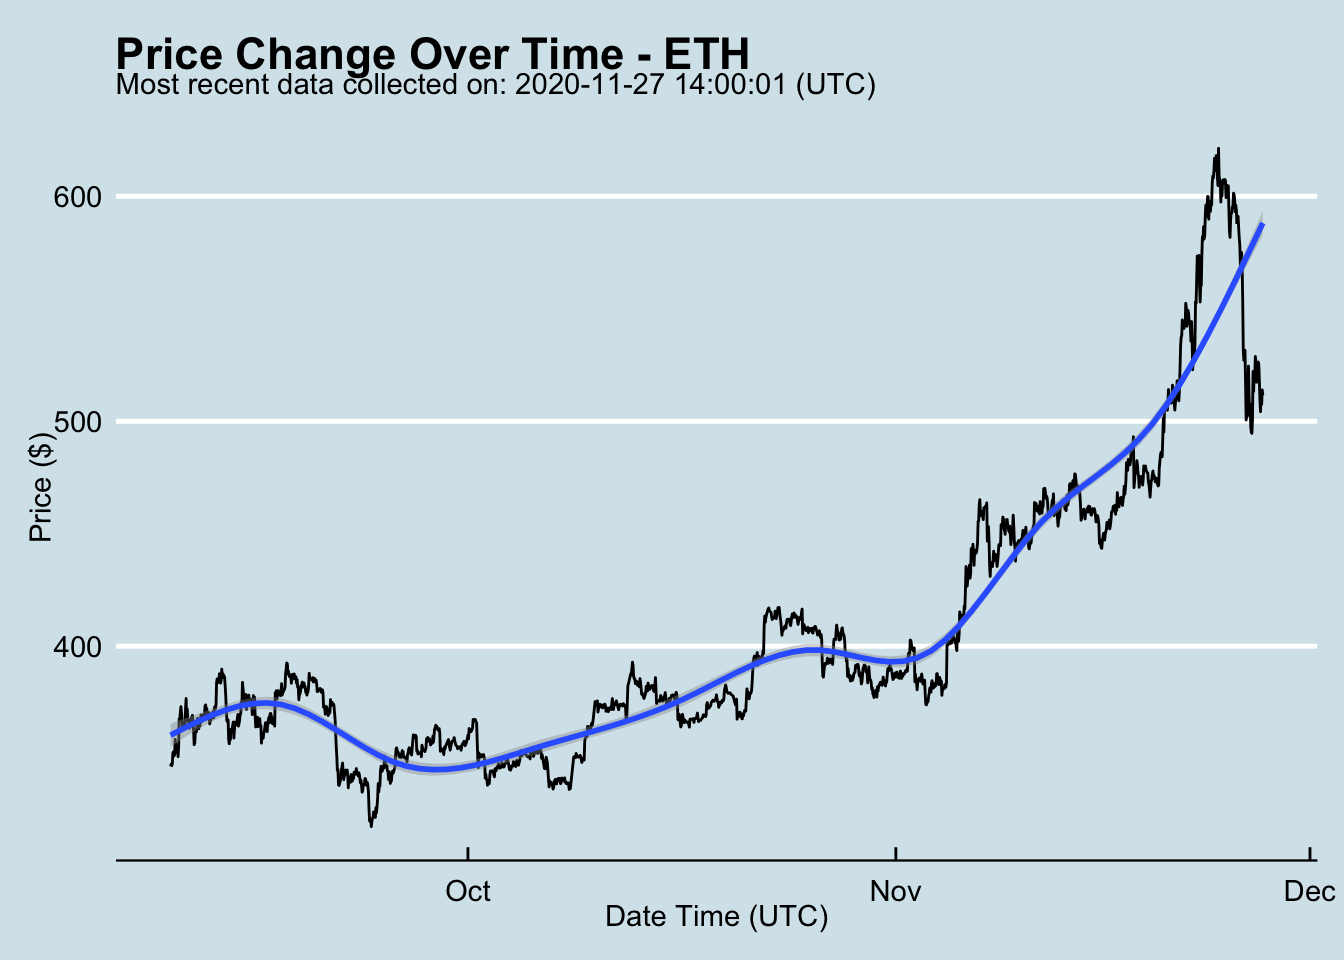 Price Change Over Time - ETH
Most recent data collected on: 2020-11-27 14:00:01 (UTC)
600
500
400
Price ($)
Oct
Nov
Dec
Date Time (UTC)